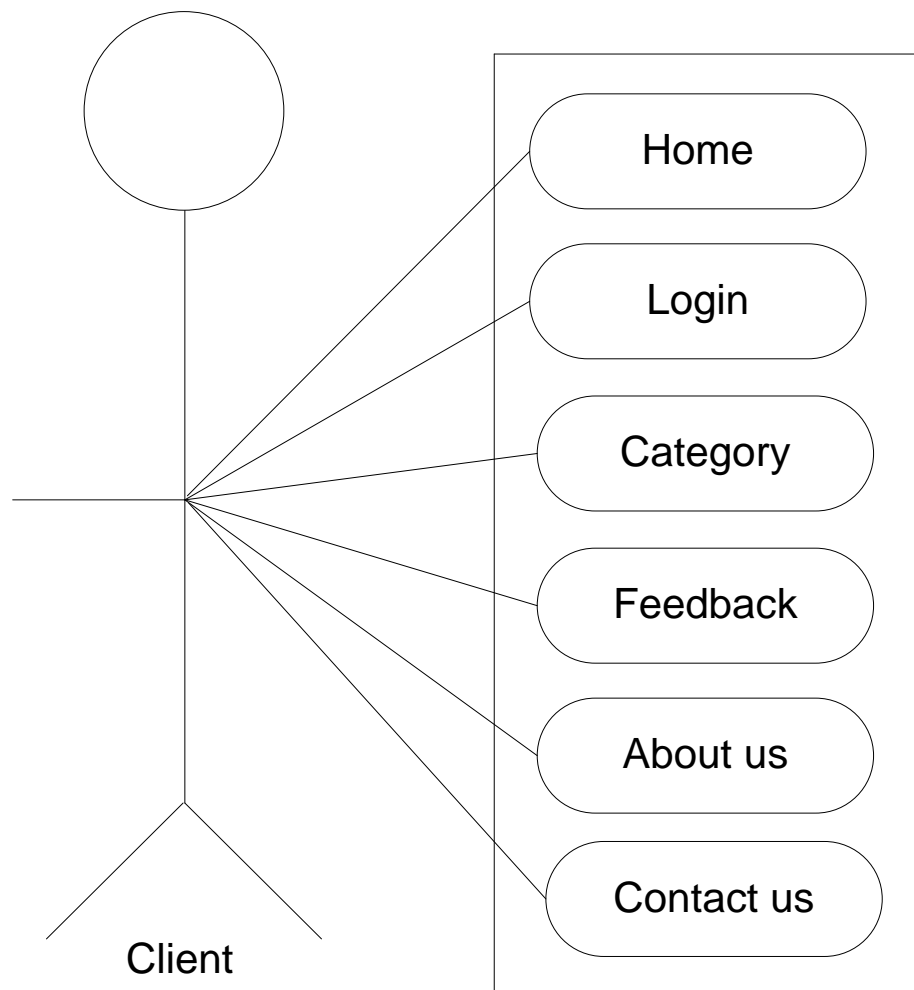 Home
Login
Category
Feedback
About us
Contact us
Client